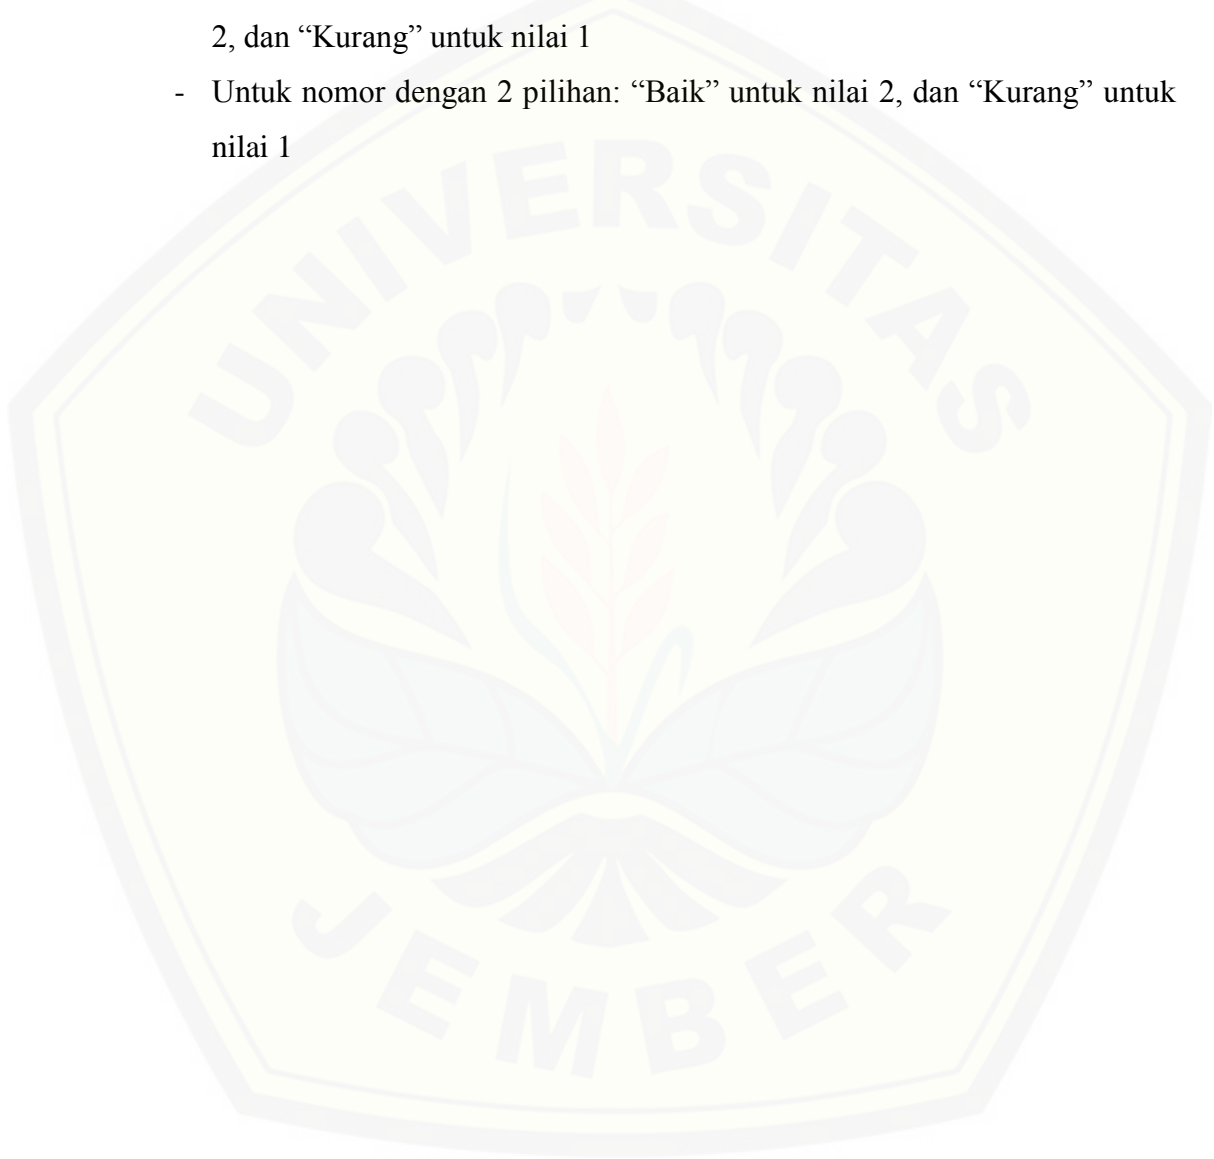 2, dan “Kurang” untuk nilai 1
- Untuk nomor dengan 2 pilihan: “Baik” untuk nilai 2, dan “Kurang” untuk
nilai 1
UNIVERSITAS
JEMBER